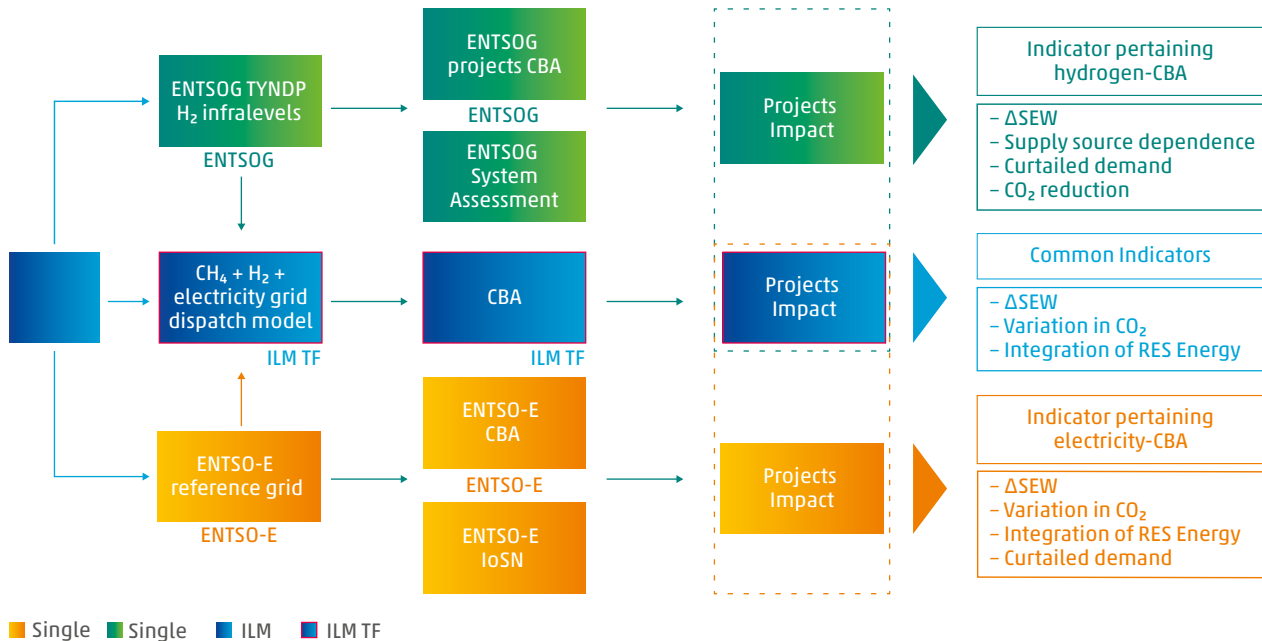 ENTSOG TYNDP
H₂ infralevels
ENTSOG
ENTSOG
projects CBA
ENTSOG
ENTSOG
System
Assessment
Projects
Impact
Indicator pertaining
hydrogen-CBA
– ΔSEW
– Supply source dependence
– Curtailed demand
– CO₂ reduction
CH₄ + H₂ +
electricity grid
dispatch model
ILM TF
CBA
ILM TF
Projects
Impact
Common Indicators
– ΔSEW
– Variation in CO₂
– Integration of RES Energy
ENTSO-E
reference grid
ENTSO-E
ENTSO-E
CBA
ENTSO-E
ENTSO-E
IoSN
Projects
Impact
Indicator pertaining
electricity-CBA
– ΔSEW
– Variation in CO₂
– Integration of RES Energy
– Curtailed demand
Single Single ILM ILM TF